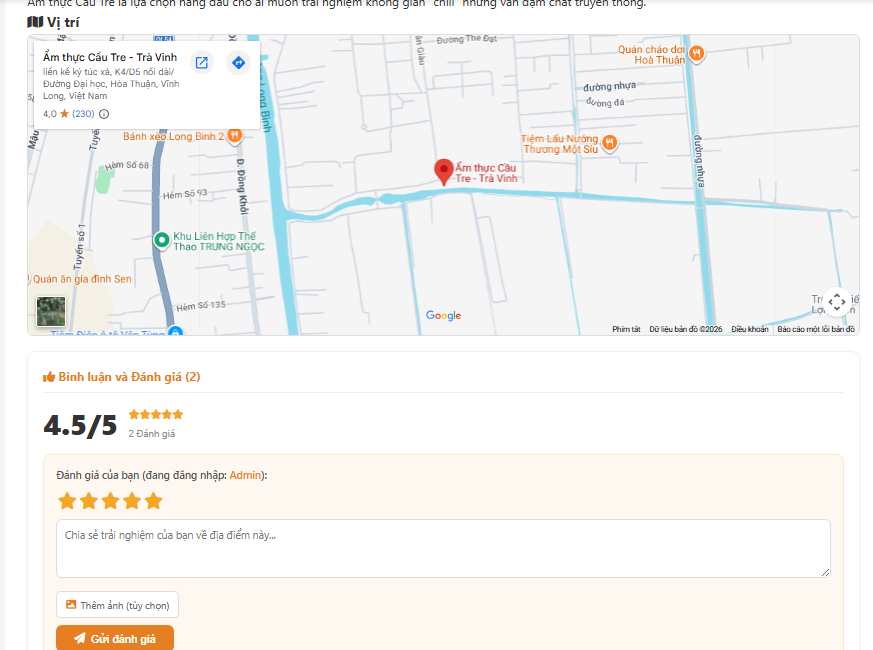 Ẩm thực Cầu Tre là lựa chọn hàng đầu cho ai muốn trải nghiệm không gian "chill" nhưng vẫn đậm chất truyền thống.
Vị trí
Ẩm thực Cầu Tre - Trà Vinh
liền kề ký túc xá, K4/D5 nối dài/
Đường Đại học, Hòa Thuận, Vĩnh
Long, Việt Nam
4,0 ★ (230)
Đường Thế Đạt
Quán cháo dơi
Hoà Thuận
đường nhựa
đường đá
Bánh xèo Long Bình 2
Tiệm Lẩu Nướng
Thương Một Síu
Long Bình
đường nhựa
Hẻm Số 68
Ẩm thực Cầu
Tre - Trà Vinh
Hẻm Số 93
Đ. Đồng Khởi
Khu Liên Hợp Thể
Thao TRUNG NGỌC
Tuyến số 1
Quán ăn gia đình Sen
Hẻm Số 135
Google
Phím tắt
Dữ liệu bản đồ ©2026
Điều khoản
Báo cáo một lỗi bản đồ
Bình luận và Đánh giá (2)
4.5/5
2 Đánh giá
Đánh giá của bạn (đang đăng nhập: Admin):
Chia sẻ trải nghiệm của bạn về địa điểm này...
Thêm ảnh (tùy chọn)
Gửi đánh giá